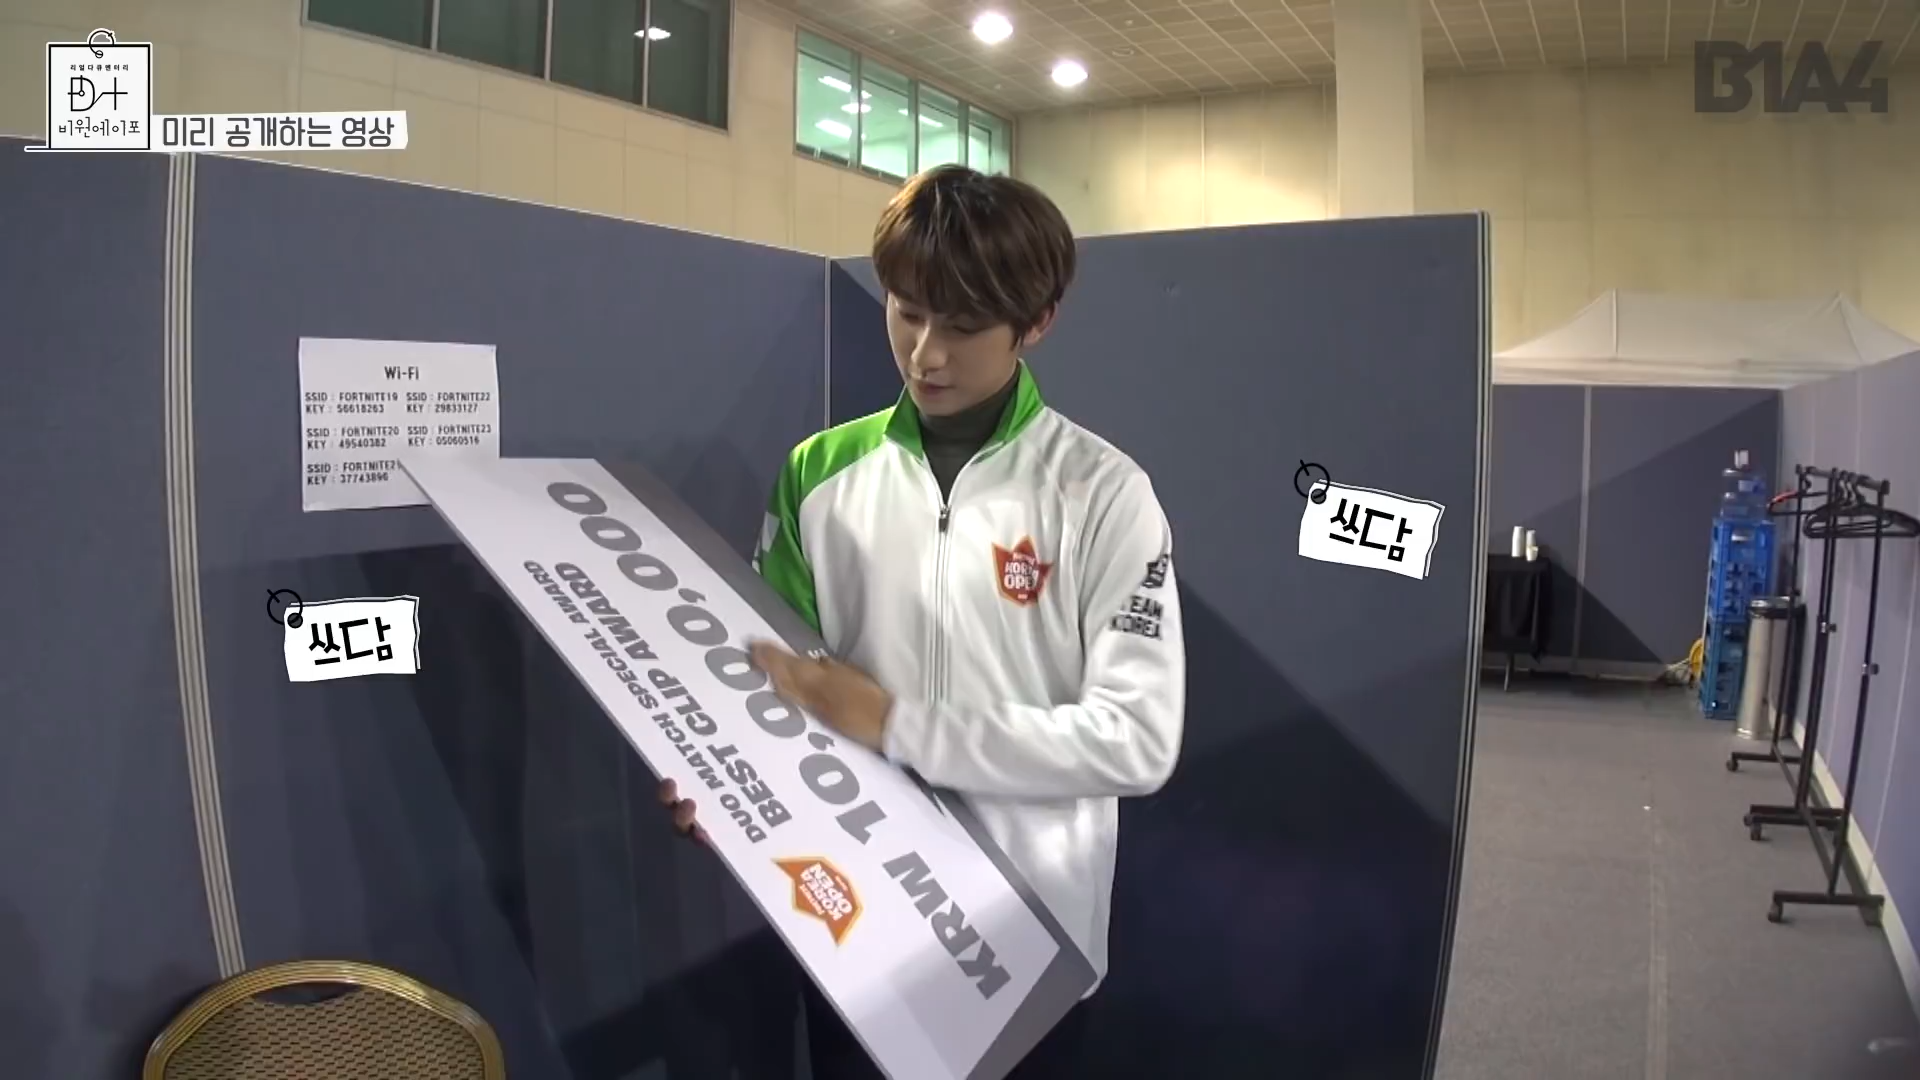 리얼다큐멘터리
D+
비원에이포
미리 공개하는 영상
B1A4
Wi-Fi
SSID : FORTNITE19 SSID : FORTNITE22
KEY : 56618263 KEY : 29833127
SSID : FORTNITE20 SSID : FORTNITE23
KEY : 49540382 KEY : 05060516
SSID : FORTNITE21
KEY : 37743896
쓰담
쓰담
KOREA
OPEN
TEAM
KOREA
KRW 10,000,000,000
DUO MATCH SPECIAL AWARD
BEST CLIP AWARD
KOREA
OPEN